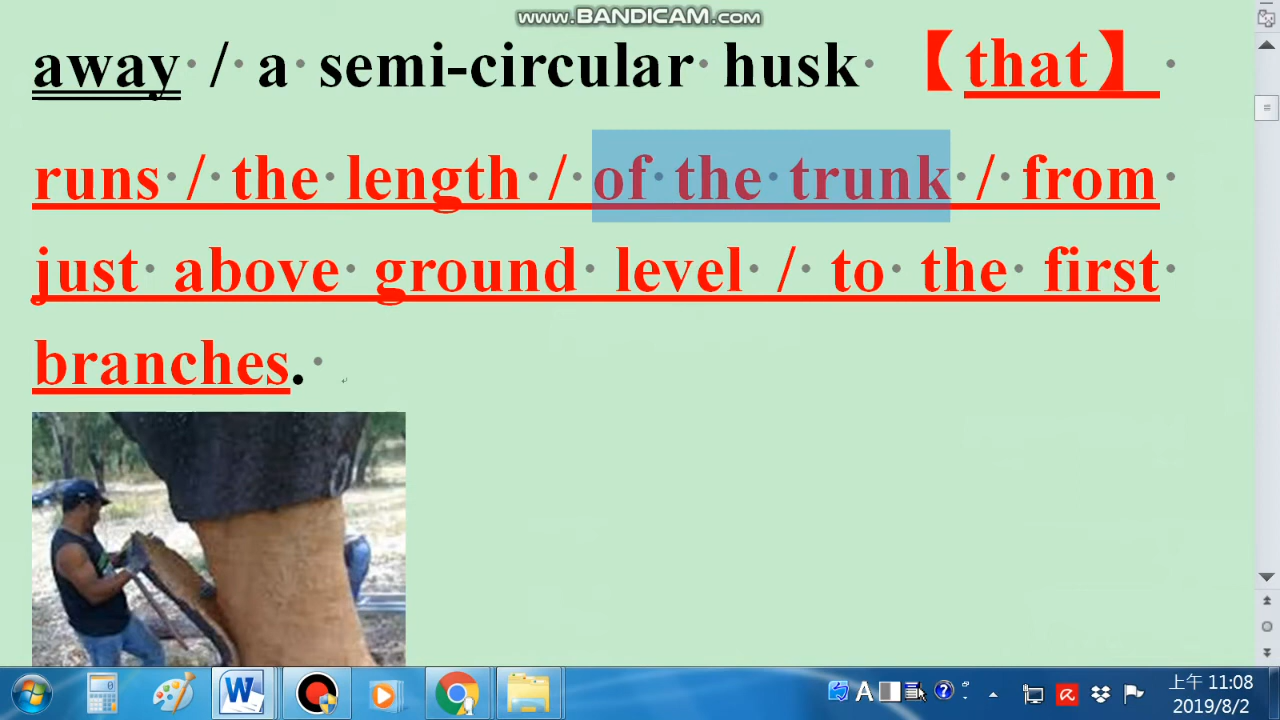 www.BANDICAM.com
away / a semi-circular husk 【that】
runs / the length / of the trunk / from
just above ground level / to the first
branches.
上午 11:08
2019/8/2